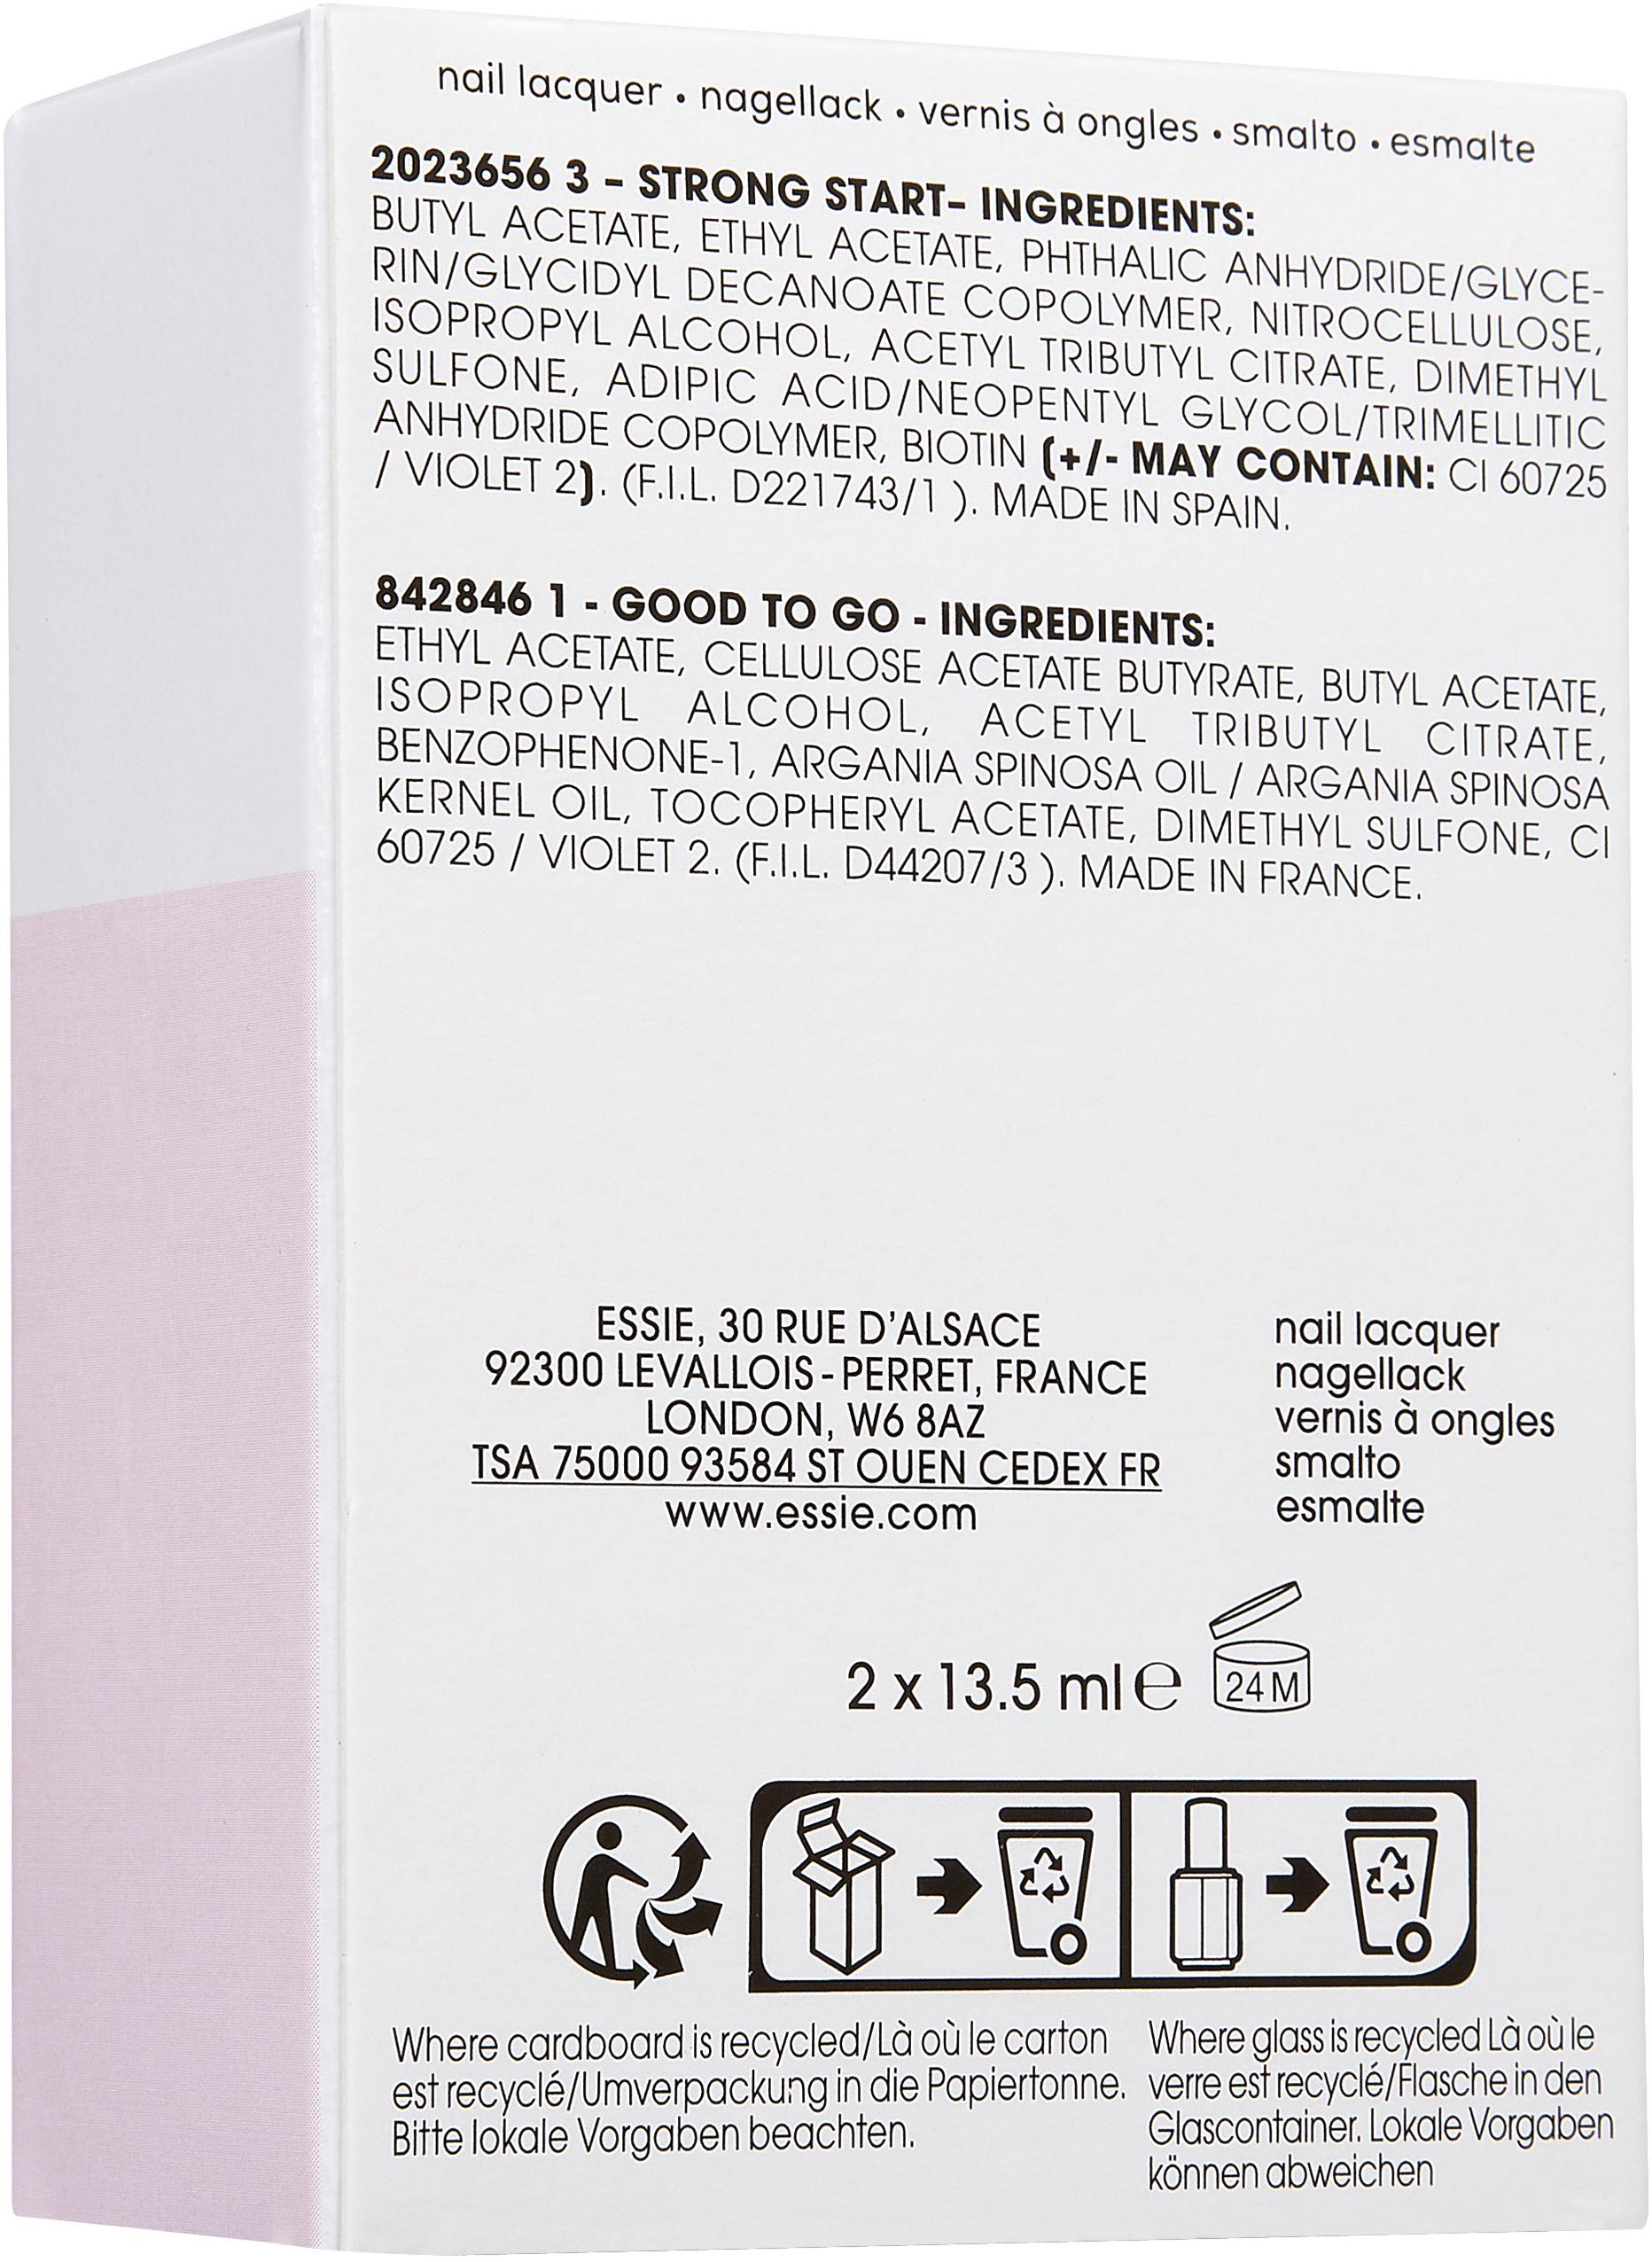 nail lacquer • nagellack • vernis à ongles • smalto • esmalte
2023656 3 – STRONG START– INGREDIENTS:
BUTYL ACETATE, ETHYL ACETATE, PHTHALIC ANHYDRIDE/GLYCE-
RIN/GLYCIDYL DECANOATE COPOLYMER, NITROCELLULOSE,
ISOPROPYL ALCOHOL, ACETYL TRIBUTYL CITRATE, DIMETHYL
SULFONE, ADIPIC ACID/NEOPENTYL GLYCOL/TRIMELLITIC
ANHYDRIDE COPOLYMER, BIOTIN (+/- MAY CONTAIN: CI 60725
/ VIOLET 2). (F.I.L. D221743/1 ). MADE IN SPAIN.
842846 1 - GOOD TO GO - INGREDIENTS:
ETHYL ACETATE, CELLULOSE ACETATE BUTYRATE, BUTYL ACETATE,
ISOPROPYL ALCOHOL, ACETYL TRIBUTYL CITRATE,
BENZOPHENONE-1, ARGANIA SPINOSA OIL / ARGANIA SPINOSA
KERNEL OIL, TOCOPHERYL ACETATE, DIMETHYL SULFONE, CI
60725 / VIOLET 2. (F.I.L. D44207/3 ). MADE IN FRANCE.
ESSIE, 30 RUE D'ALSACE
92300 LEVALLOIS - PERRET, FRANCE
LONDON, W6 8AZ
TSA 75000 93584 ST OUEN CEDEX FR
www.essie.com
nail lacquer
nagellack
vernis à ongles
smalto
esmalte
2 x 13.5 ml e
24 M
Where cardboard is recycled/Là où le carton
est recyclé/Umverpackung in die Papiertonne.
Bitte lokale Vorgaben beachten.
Where glass is recycled Là où le
verre est recyclé/Flasche in den
Glascontainer. Lokale Vorgaben
können abweichen